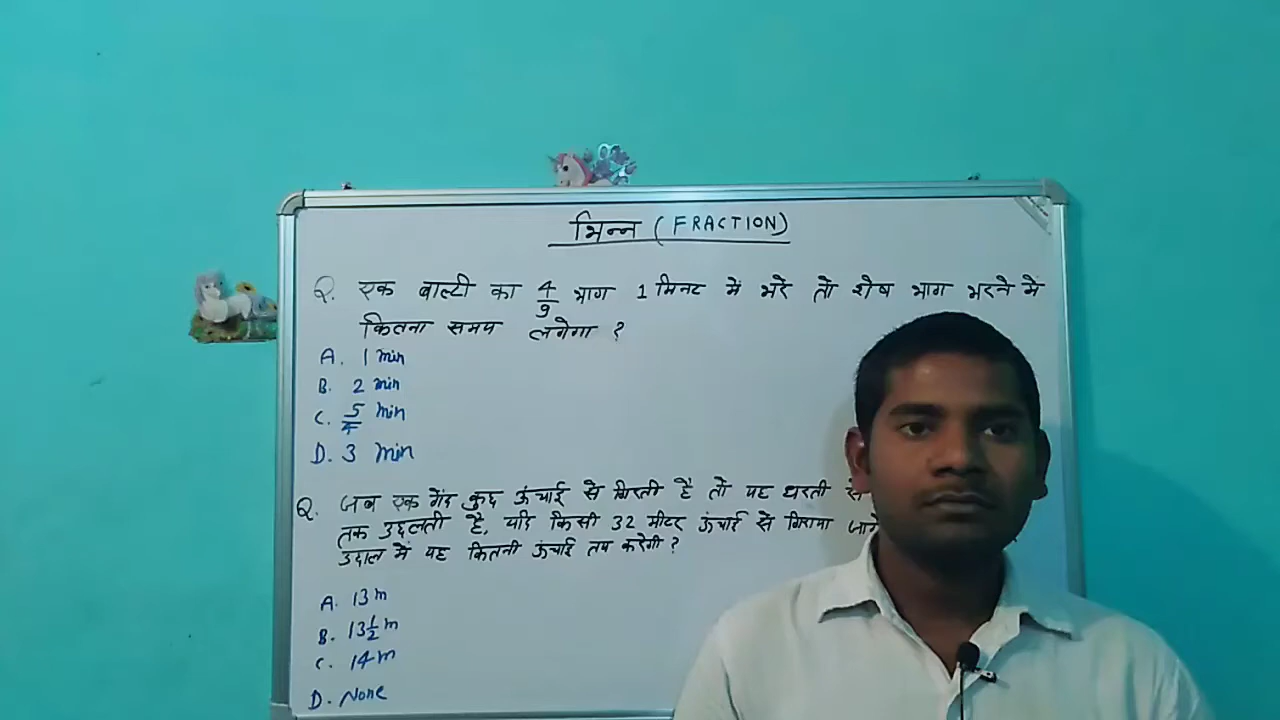 भिन्न (FRACTION)
Q. एक बाल्टी का 4/9 भाग 1 मिनट में भरे तो शेष भाग भरने में
कितना समय लगेगा ?
A. 1 min
B. 2 min
C. 5/4 min
D. 3 min
Q. जब एक गेंद कुछ ऊंचाई से गिरती है तो यह धरती से
तक उछलती है, यदि किसी 32 मीटर ऊंचाई से गिराया जाये
उछाल में यह कितनी ऊंचाई तय करेगी ?
A. 13 m
B. 13 1/2 m
C. 14 m
D. None